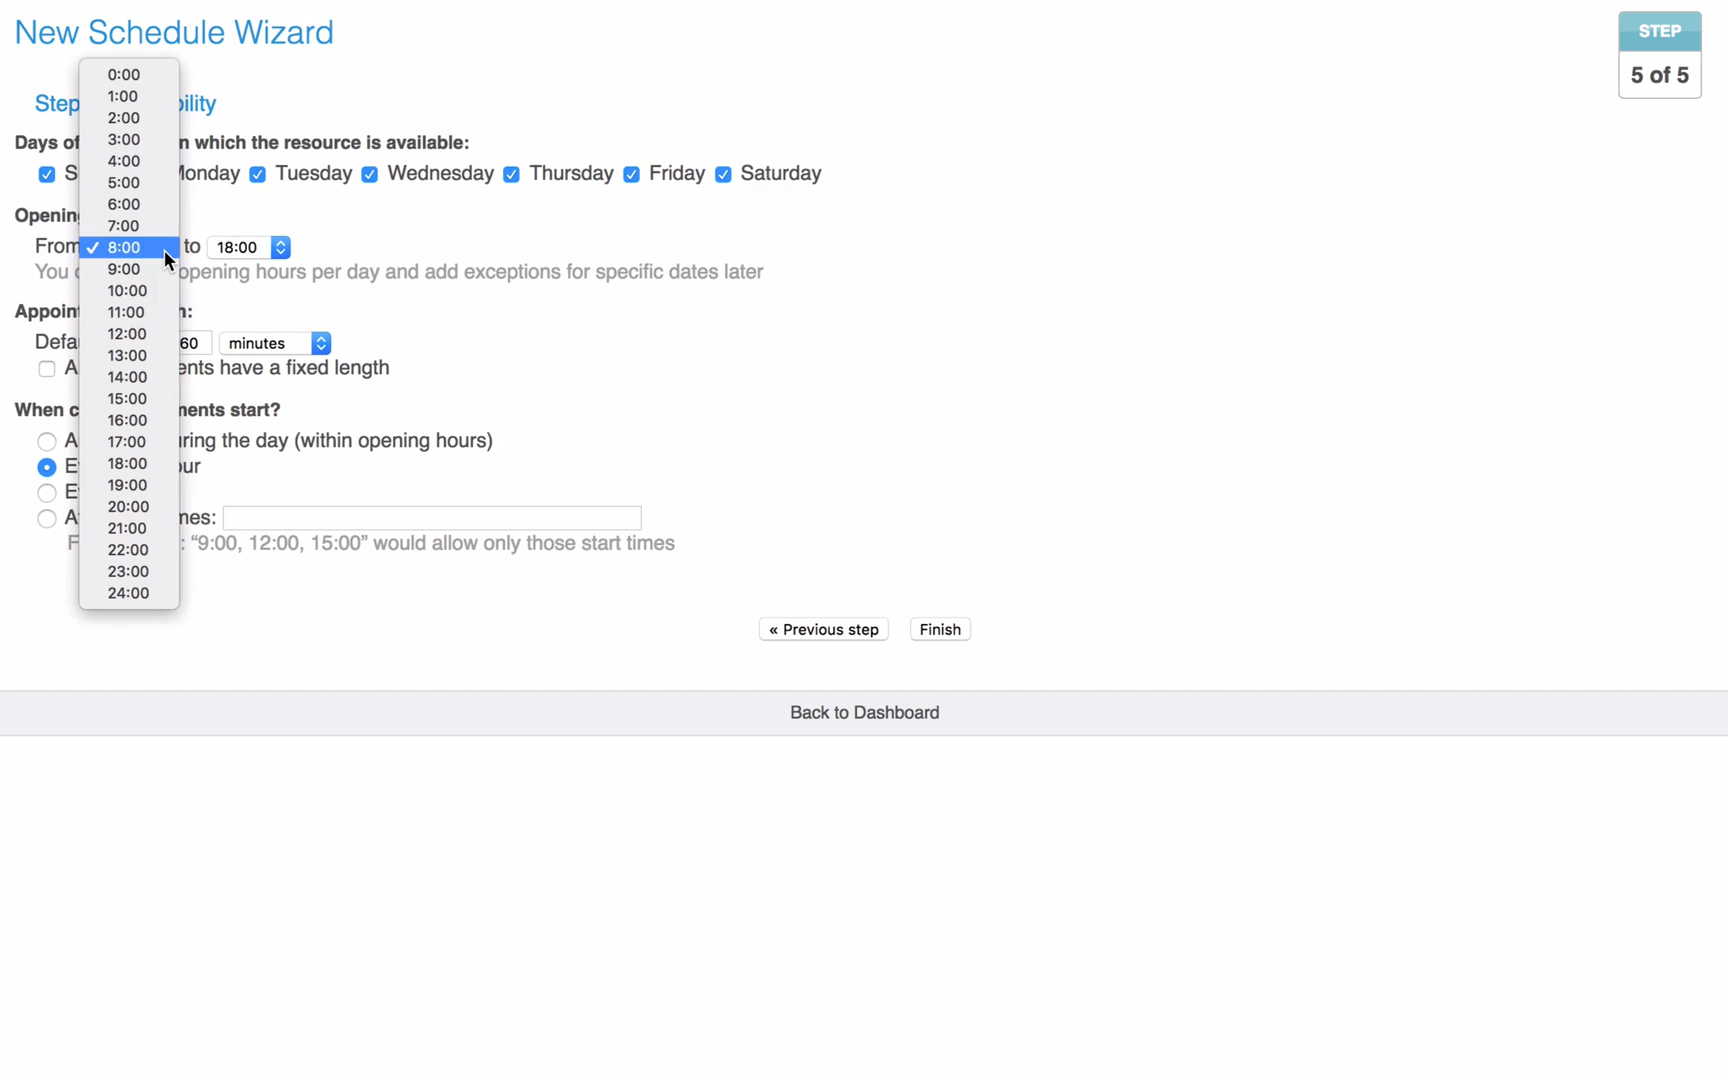 New Schedule Wizard
STEP
5 of 5
Step bility
Days of n which the resource is available:
S Monday Tuesday Wednesday Thursday Friday Saturday
Opening
From to 18:00
You opening hours per day and add exceptions for specific dates later
Appoint n:
Defa 60 minutes
A ents have a fixed length
When c ments start?
A uring the day (within opening hours)
E our
E
A mes:
F : “9:00, 12:00, 15:00” would allow only those start times
0:00
1:00
2:00
3:00
4:00
5:00
6:00
7:00
✓ 8:00
9:00
10:00
11:00
12:00
13:00
14:00
15:00
16:00
17:00
18:00
19:00
20:00
21:00
22:00
23:00
24:00
« Previous step Finish
Back to Dashboard